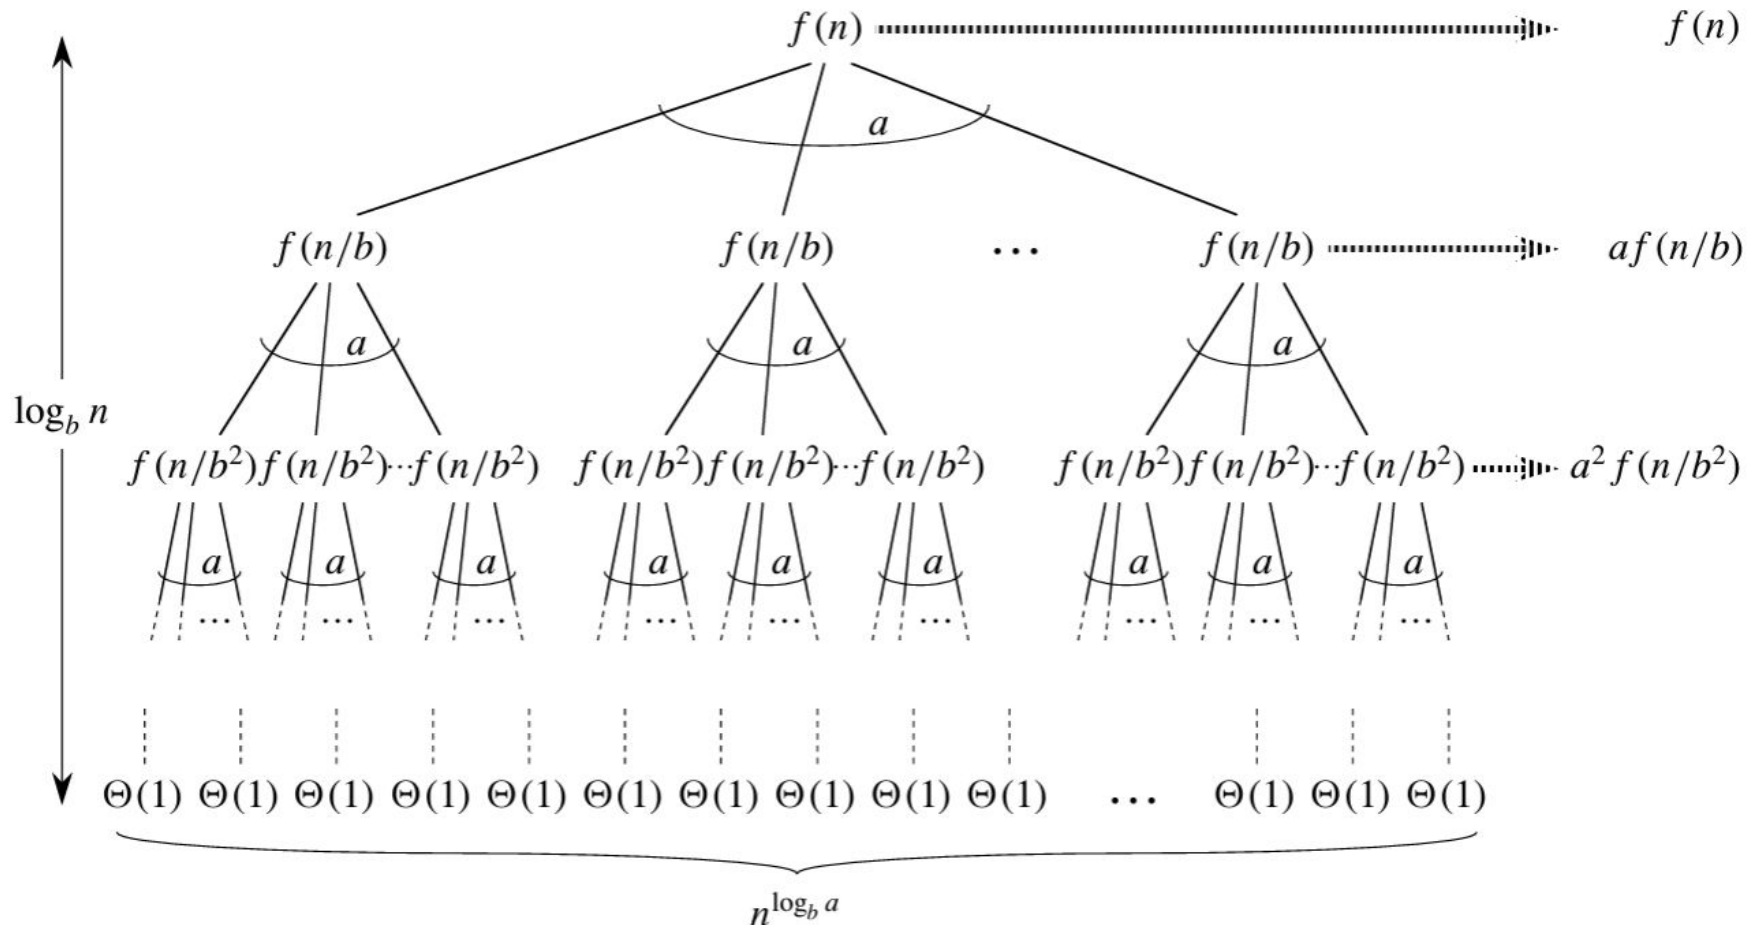 f(n) f(n)
a
f(n/b) f(n/b) ··· f(n/b) af(n/b)
a a a
log_b n
f(n/b²) f(n/b²) ··· f(n/b²) f(n/b²) f(n/b²) ··· f(n/b²) f(n/b²) f(n/b²) ··· f(n/b²) a² f(n/b²)
a a a a a a a a a
··· ··· ··· ··· ··· ··· ··· ··· ···
Θ(1) Θ(1) Θ(1) Θ(1) Θ(1) Θ(1) Θ(1) Θ(1) Θ(1) Θ(1) ··· Θ(1) Θ(1) Θ(1)
n^{log_b a}